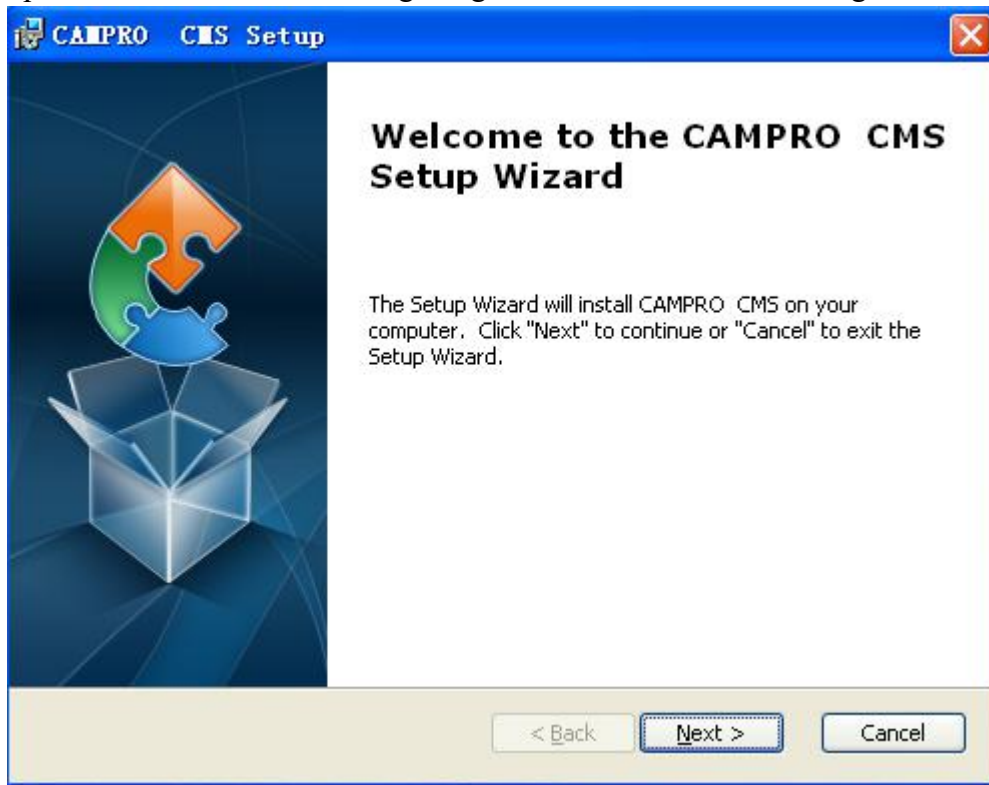 CAMPRO CMS Setup
Welcome to the CAMPRO CMS
Setup Wizard
The Setup Wizard will install CAMPRO CMS on your
computer. Click "Next" to continue or "Cancel" to exit the
Setup Wizard.
< Back Next > Cancel